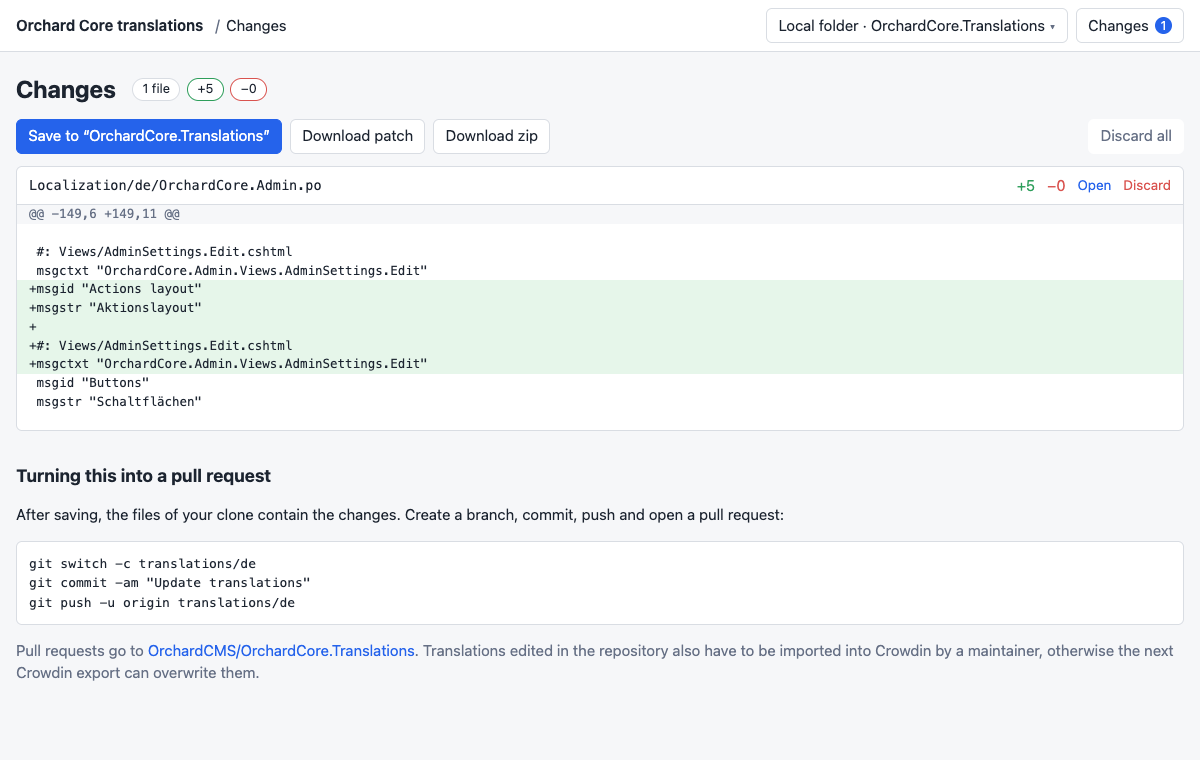 Orchard Core translations / Changes
Local folder · OrchardCore.Translations ▾
Changes 1
Changes 1 file +5 −0
Save to “OrchardCore.Translations” Download patch Download zip Discard all
Localization/de/OrchardCore.Admin.po +5 −0 Open Discard
@@ −149,6 +149,11 @@
#: Views/AdminSettings.Edit.cshtml
msgctxt "OrchardCore.Admin.Views.AdminSettings.Edit"
+msgid "Actions layout"
+msgstr "Aktionslayout"
+
+#: Views/AdminSettings.Edit.cshtml
+msgctxt "OrchardCore.Admin.Views.AdminSettings.Edit"
msgid "Buttons"
msgstr "Schaltflächen"
Turning this into a pull request
After saving, the files of your clone contain the changes. Create a branch, commit, push and open a pull request:
git switch −c translations/de
git commit −am "Update translations"
git push −u origin translations/de
Pull requests go to OrchardCMS/OrchardCore.Translations. Translations edited in the repository also have to be imported into Crowdin by a maintainer, otherwise the next
Crowdin export can overwrite them.